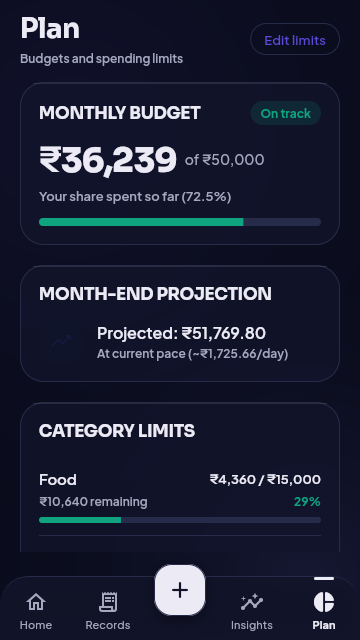 Plan
Budgets and spending limits
Edit limits
MONTHLY BUDGET
On track
₹36,239 of ₹50,000
Your share spent so far (72.5%)
MONTH-END PROJECTION
Projected: ₹51,769.80
At current pace (~₹1,725.66/day)
CATEGORY LIMITS
Food
₹4,360 / ₹15,000
₹10,640 remaining
29%
+
Home
Records
Insights
Plan